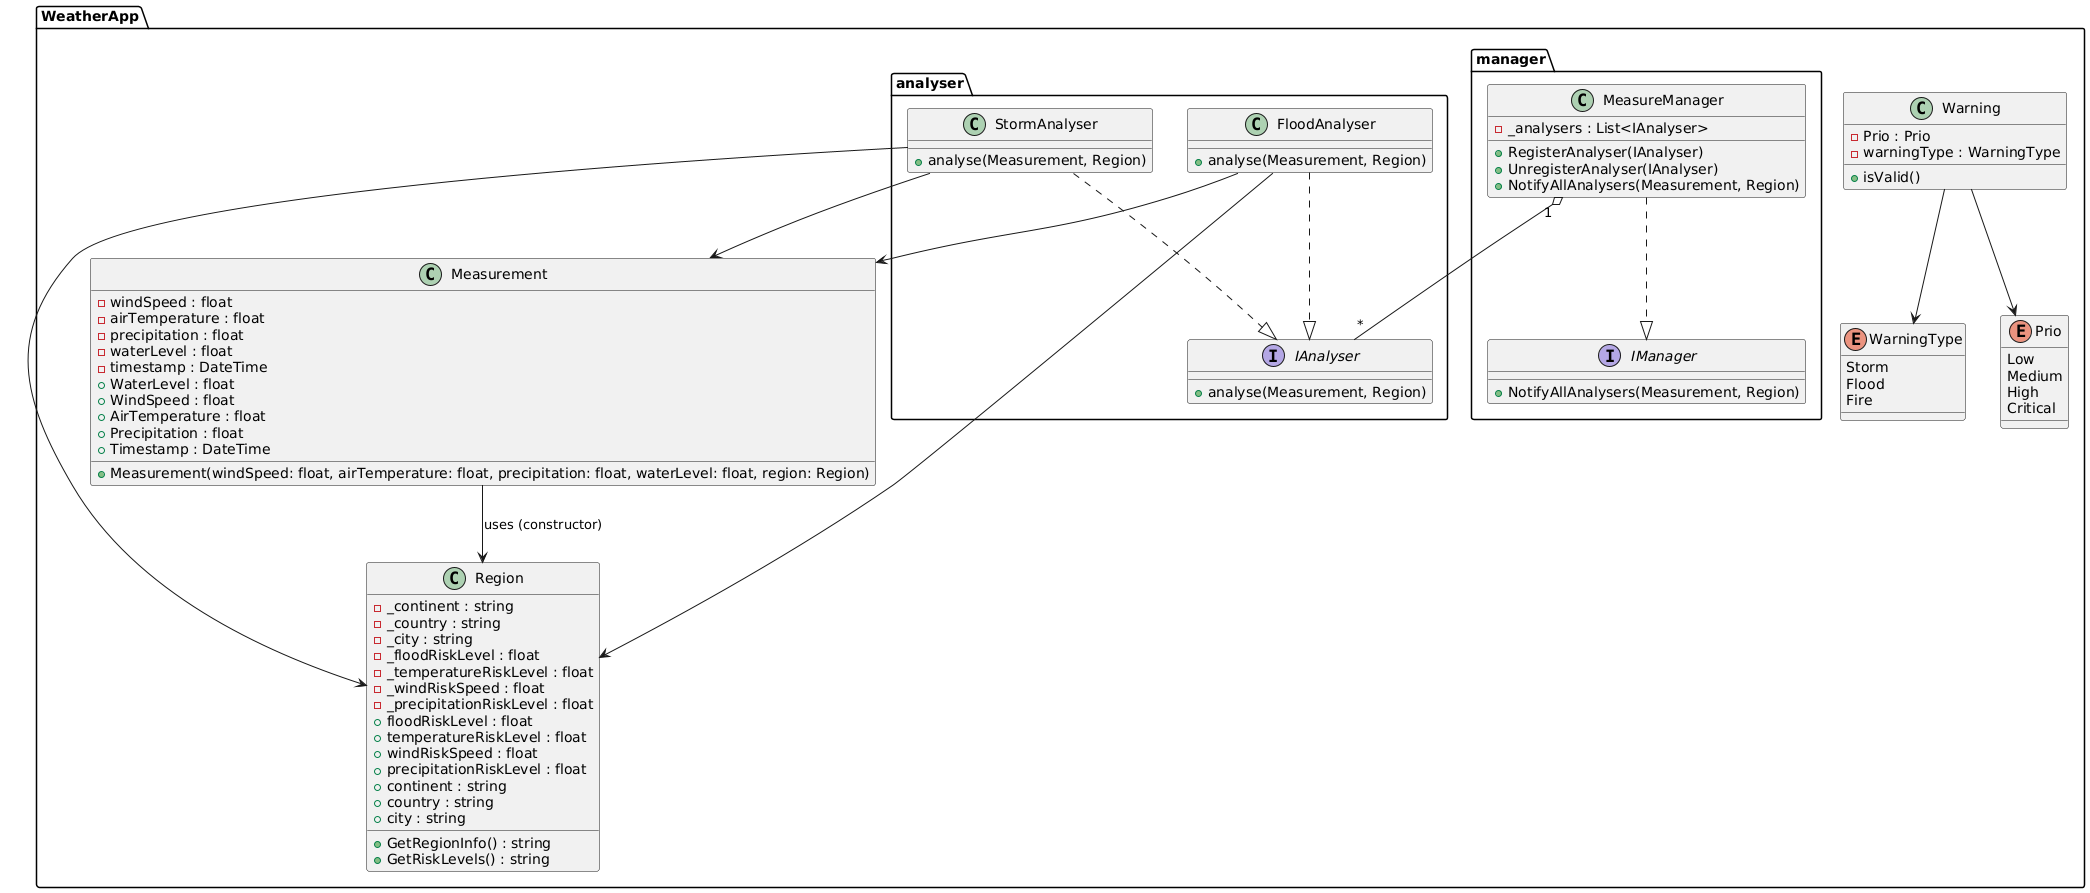 WeatherApp
analyser
C StormAnalyser
analyse(Measurement, Region)
C FloodAnalyser
analyse(Measurement, Region)
manager
C MeasureManager
_analysers : List<IAnalyser>
RegisterAnalyser(IAnalyser)
UnregisterAnalyser(IAnalyser)
NotifyAllAnalysers(Measurement, Region)
C Warning
Prio : Prio
warningType : WarningType
isValid()
1
*
C Measurement
windSpeed : float
airTemperature : float
precipitation : float
waterLevel : float
timestamp : DateTime
WaterLevel : float
WindSpeed : float
AirTemperature : float
Precipitation : float
Timestamp : DateTime
Measurement(windSpeed: float, airTemperature: float, precipitation: float, waterLevel: float, region: Region)
I IAnalyser
analyse(Measurement, Region)
I IManager
NotifyAllAnalysers(Measurement, Region)
E WarningType
Storm
Flood
Fire
E Prio
Low
Medium
High
Critical
uses (constructor)
C Region
_continent : string
_country : string
_city : string
_floodRiskLevel : float
_temperatureRiskLevel : float
_windRiskSpeed : float
_precipitationRiskLevel : float
floodRiskLevel : float
temperatureRiskLevel : float
windRiskSpeed : float
precipitationRiskLevel : float
continent : string
country : string
city : string
GetRegionInfo() : string
GetRiskLevels() : string